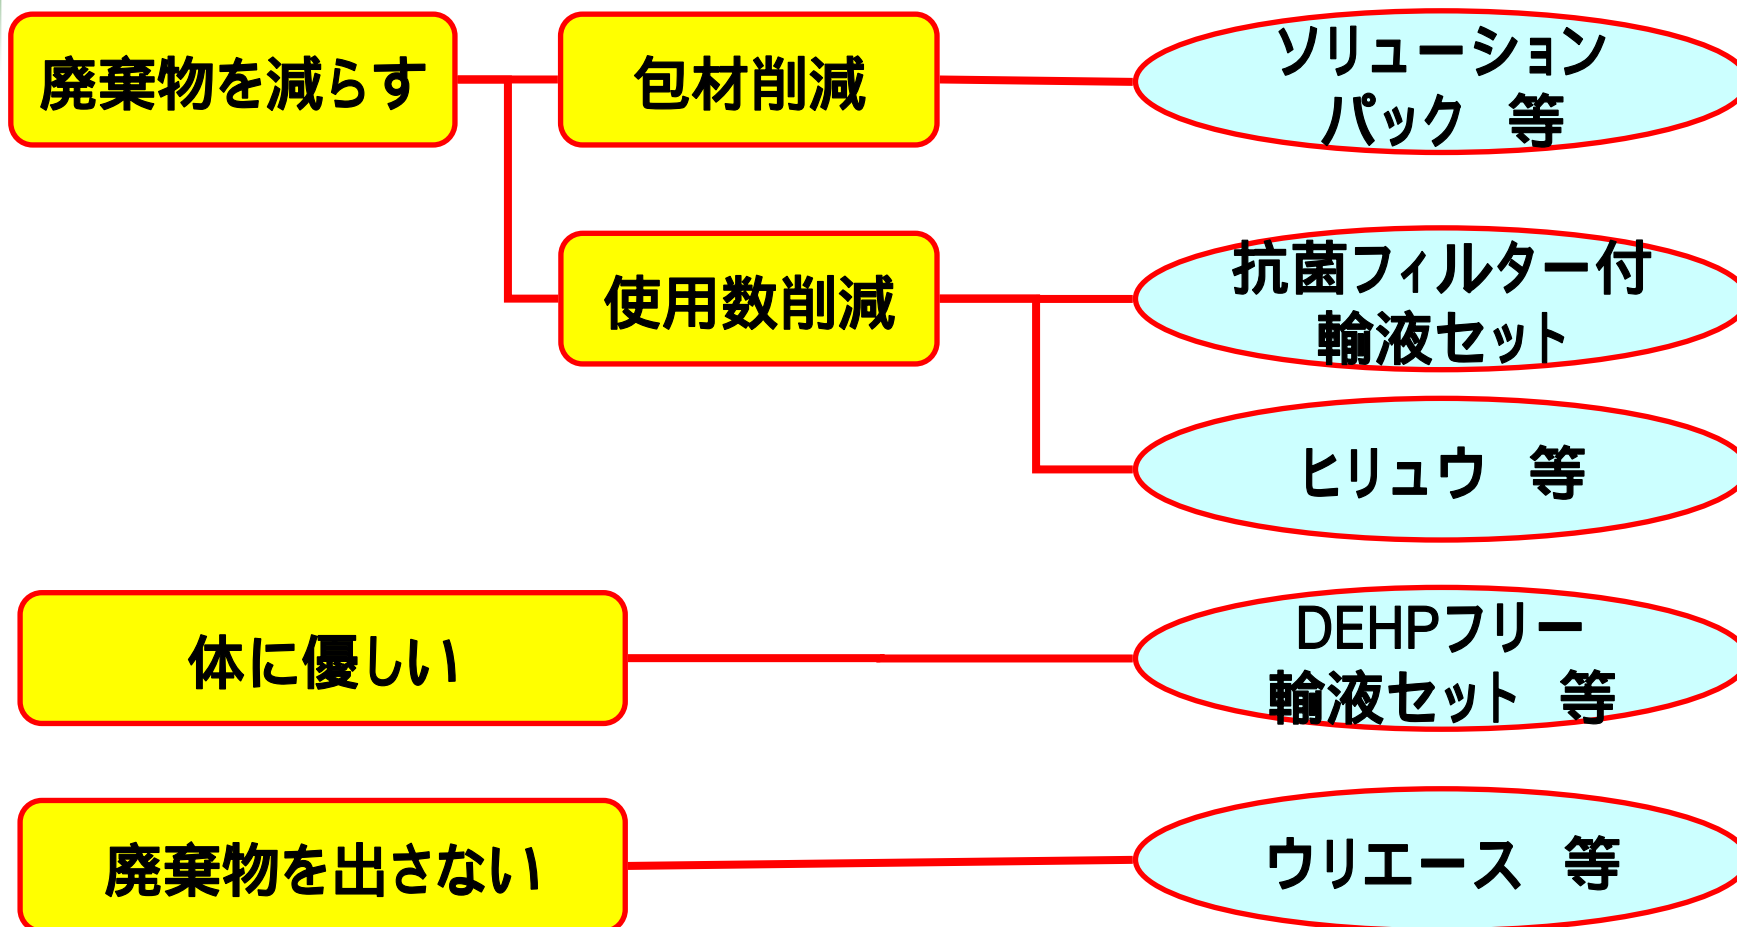 廃棄物を減らす
包材削減
ソリューション
パック 等
使用数削減
抗菌フィルター付
輸液セット
ヒリュウ 等
体に優しい
DEHPフリー
輸液セット 等
廃棄物を出さない
ウリエース 等